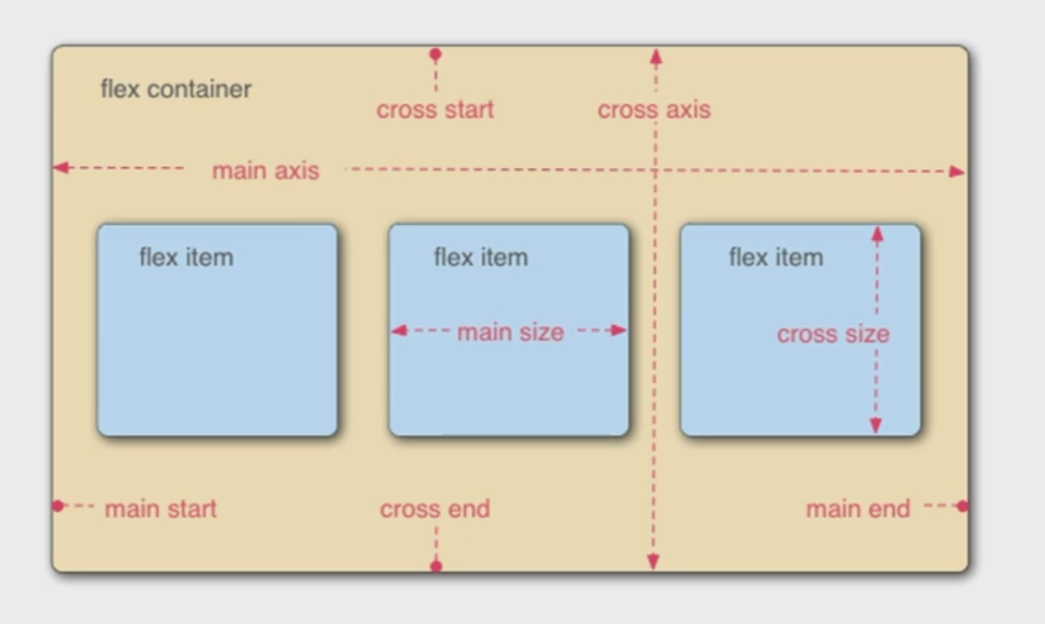 flex container
cross start
cross axis
main axis
flex item
flex item
flex item
main size
cross size
main start
cross end
main end